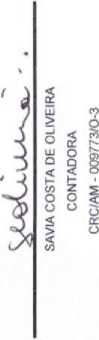 SAVIA COSTA DE OLIVEIRA
CONTADORA
CRC/AM - 009773/O-3